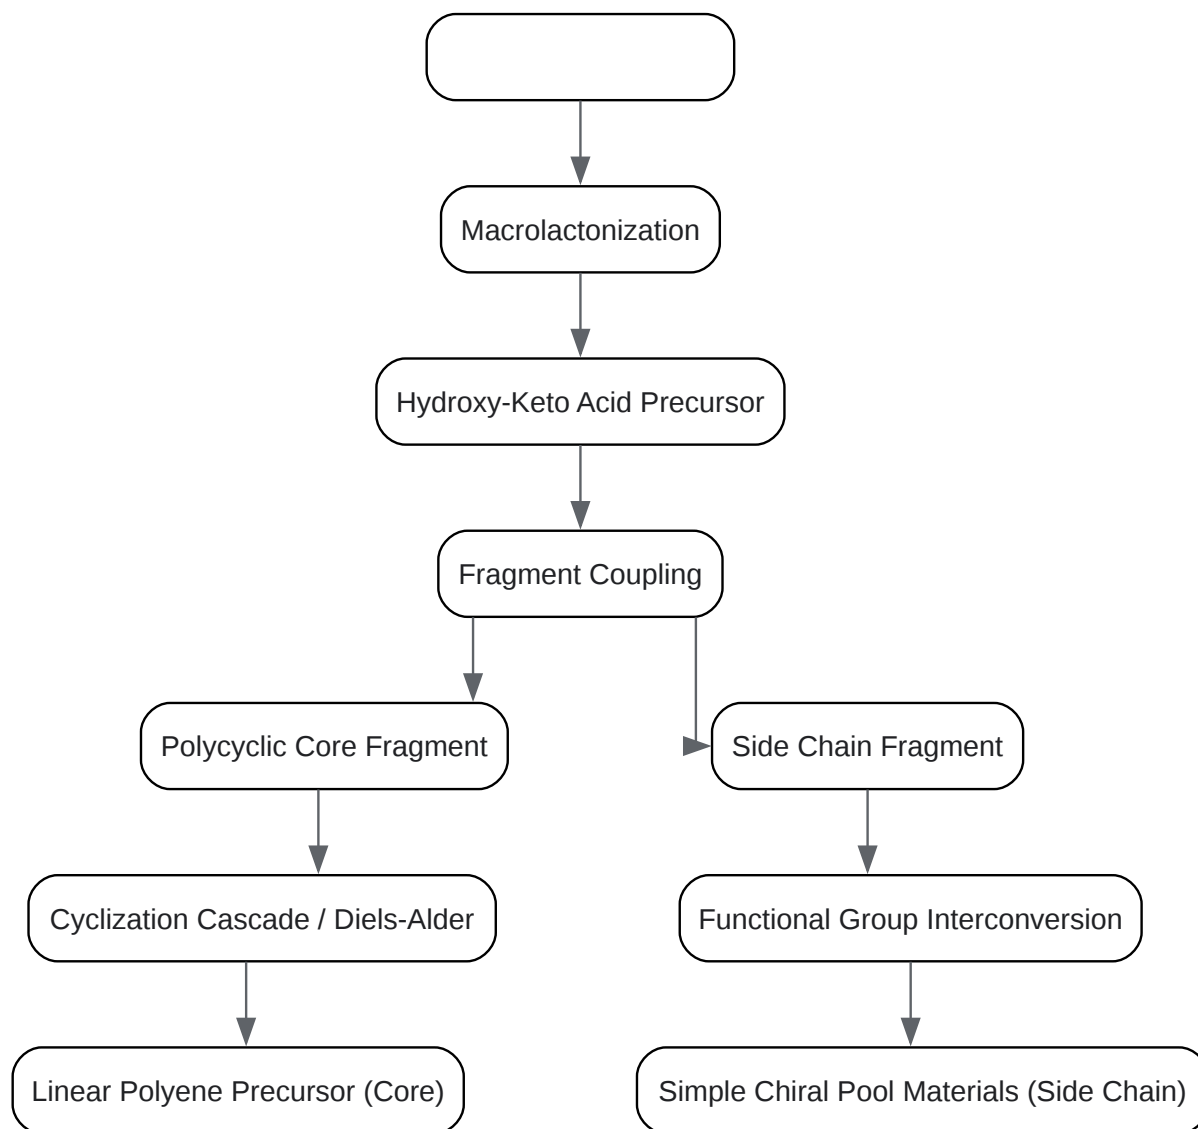 Macrolactonization
Hydroxy-Keto Acid Precursor
Fragment Coupling
Polycyclic Core Fragment
Side Chain Fragment
Cyclization Cascade / Diels-Alder
Functional Group Interconversion
Linear Polyene Precursor (Core)
Simple Chiral Pool Materials (Side Chain)